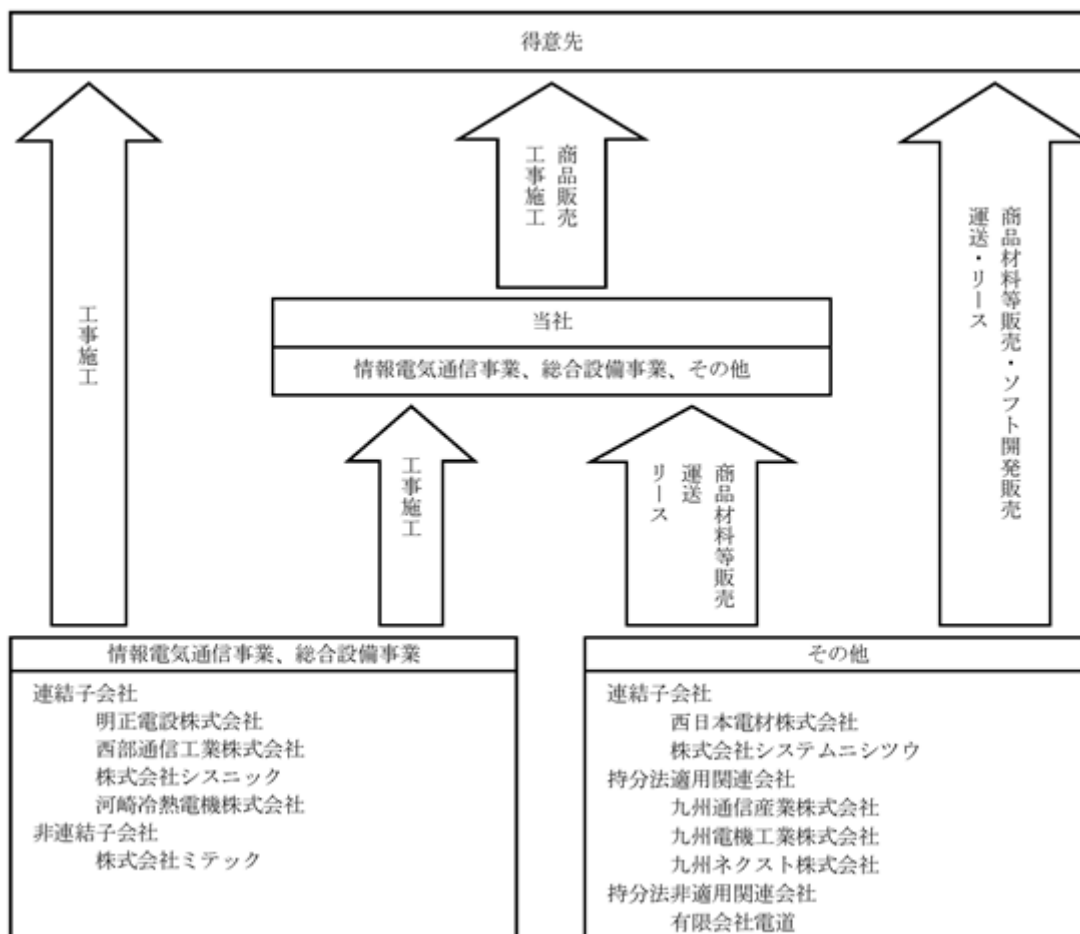 得意先
工事施工
商品販売
工事施工
商品材料等販売・ソフト開発販売
運送・リース
当社
情報電気通信事業、総合設備事業、その他
工事施工
商品材料等販売
運送
リース
情報電気通信事業、総合設備事業
連結子会社
明正電設株式会社
西部通信工業株式会社
株式会社シスニック
河崎冷熱電機株式会社
非連結子会社
株式会社ミテック
その他
連結子会社
西日本電材株式会社
株式会社システムニシツウ
持分法適用関連会社
九州通信産業株式会社
九州電機工業株式会社
九州ネクスト株式会社
持分法非適用関連会社
有限会社電道